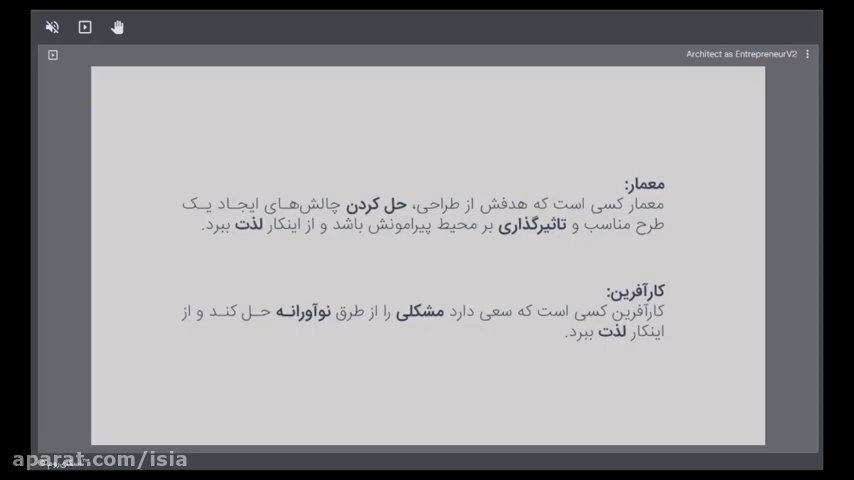 Architect as EntrepreneurV2
معمار:
معمار کسی است که هدفش از طراحی، حل کردن چالش‌های ایجاد یک
طرح مناسب و تاثیرگذاری بر محیط پیرامونش باشد و از اینکار لذت ببرد.
کارآفرین:
کارآفرین کسی است که سعی دارد مشکلی را از طرق نوآورانه حل کند و از
اینکار لذت ببرد.
aparat.com/isia